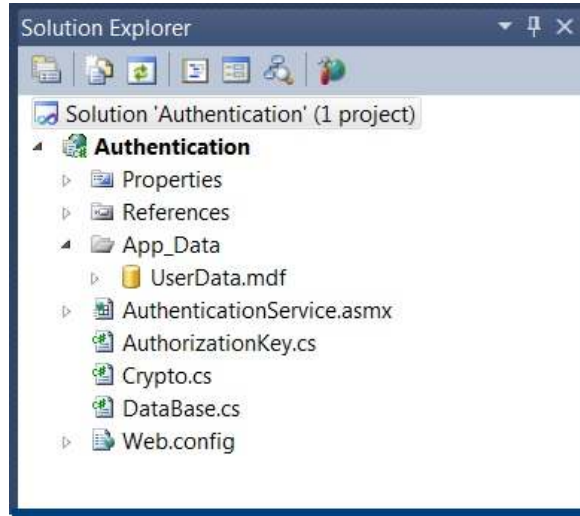 Solution Explorer
Solution 'Authentication' (1 project)
Authentication
Properties
References
App_Data
UserData.mdf
AuthenticationService.asmx
AuthorizationKey.cs
Crypto.cs
DataBase.cs
Web.config